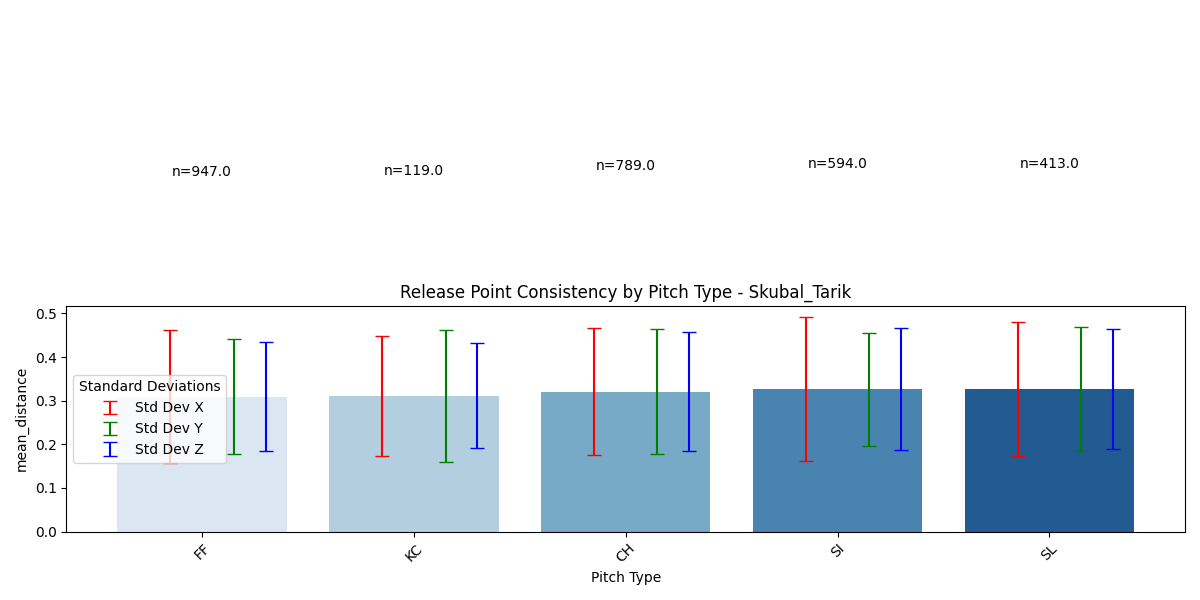 n=947.0
n=119.0
n=789.0
n=594.0
n=413.0
Release Point Consistency by Pitch Type - Skubal_Tarik
mean_distance
0.5
0.4
0.3
0.2
0.1
0.0
Standard Deviations
Std Dev X
Std Dev Y
Std Dev Z
FF
KC
CH
SI
SL
Pitch Type